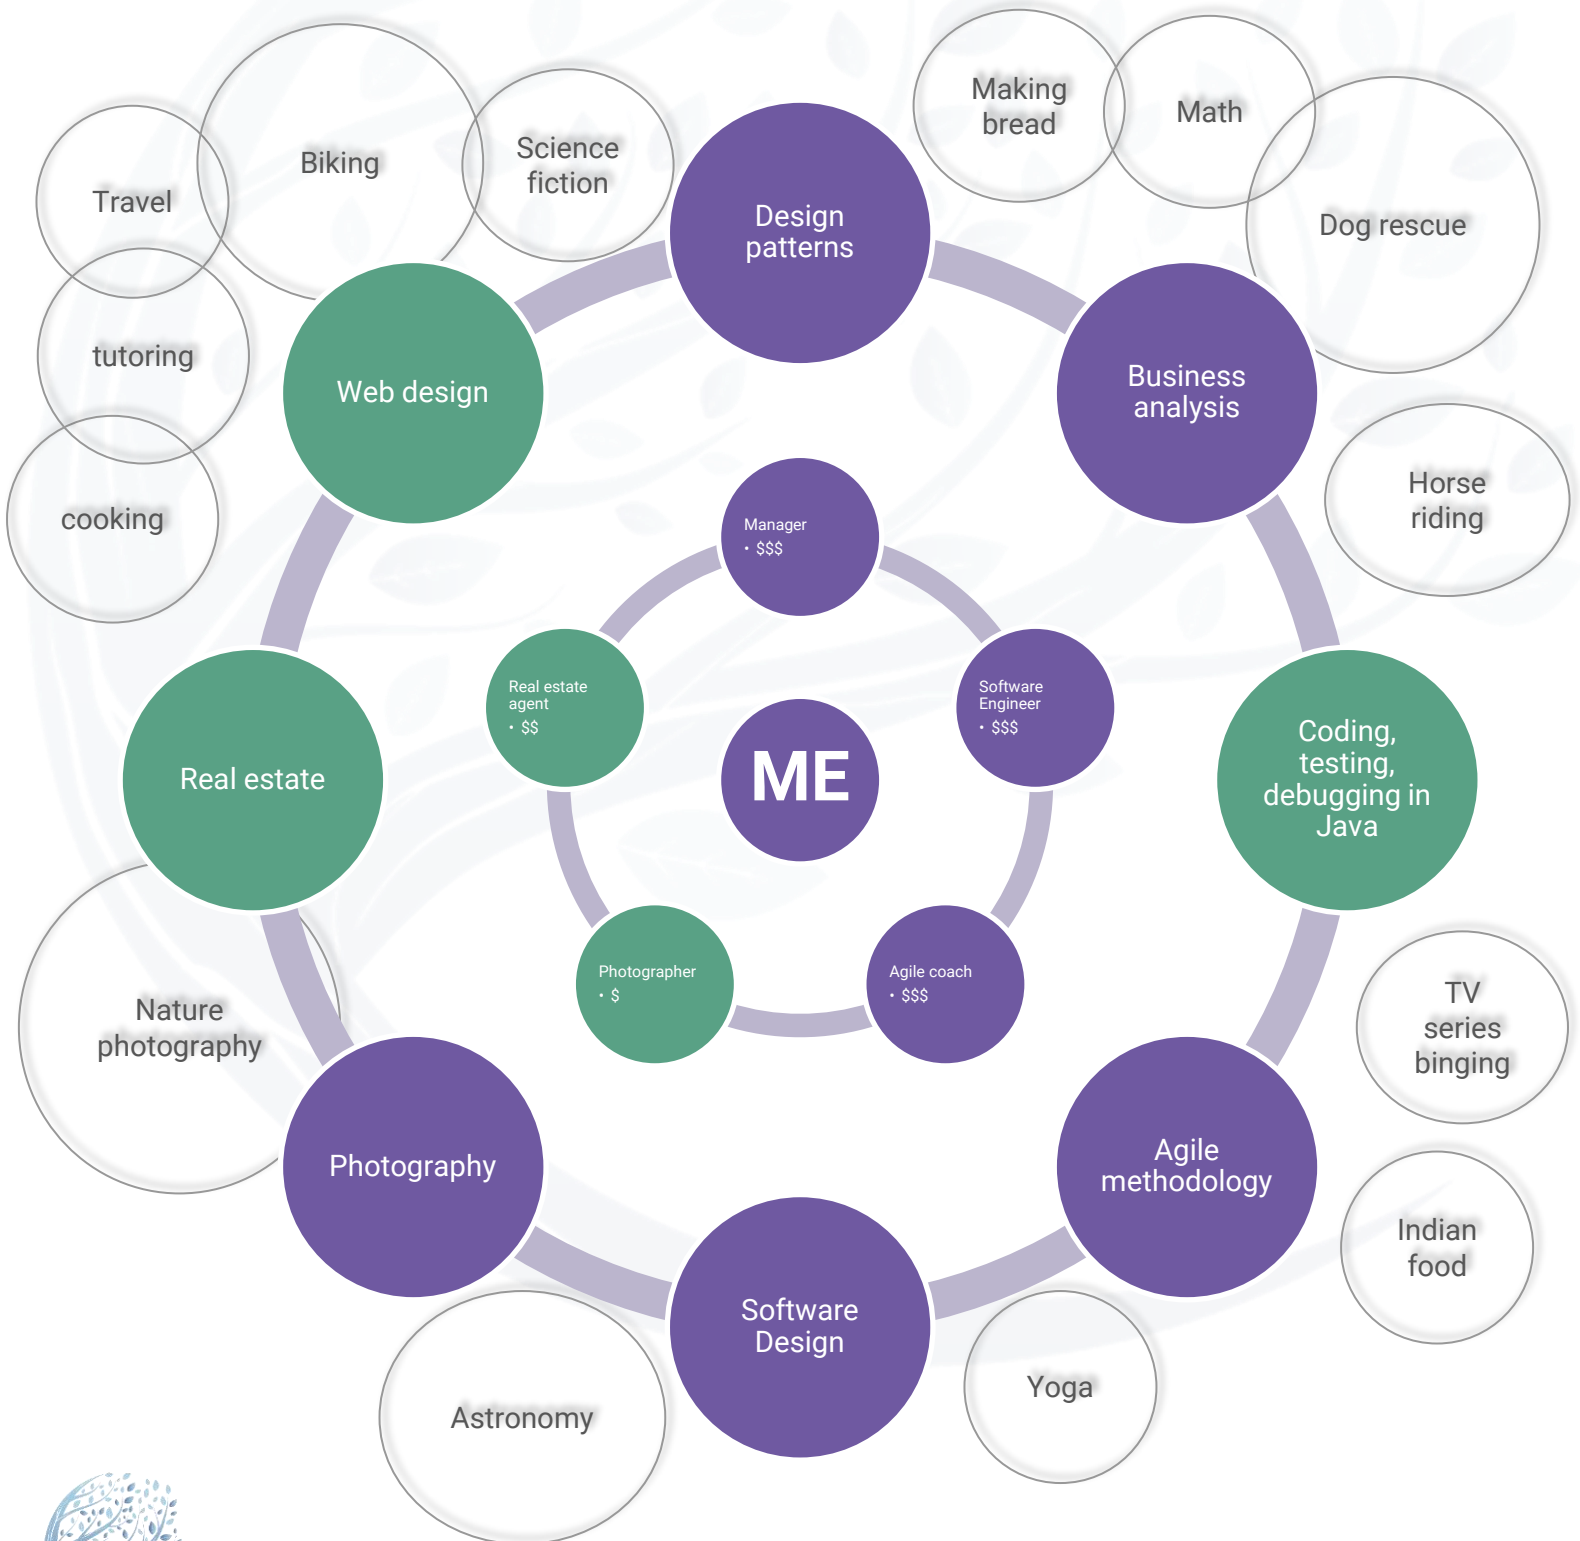 Making
bread
Math
Biking
Science
fiction
Travel
Design
patterns
Dog rescue
tutoring
Web design
Business
analysis
cooking
Horse
riding
Manager
• $$$
Real estate
agent
• $$
Software
Engineer
• $$$
ME
Real estate
Coding,
testing,
debugging in
Java
Photographer
• $
Agile coach
• $$$
Nature
photography
TV
series
binging
Photography
Agile
methodology
Indian
food
Software
Design
Yoga
Astronomy